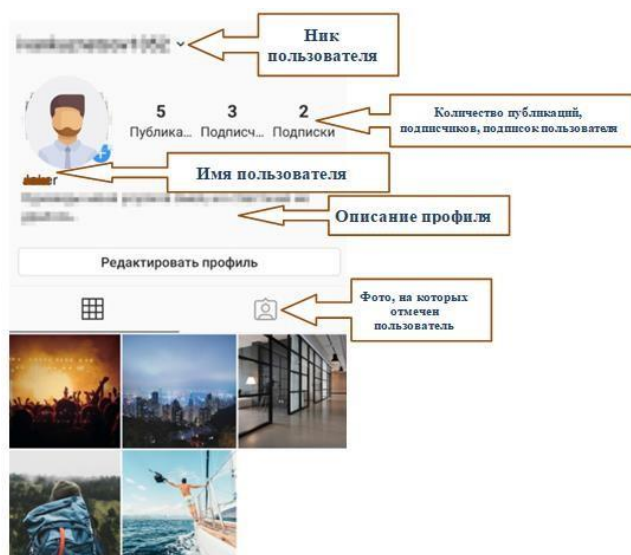 Ник
пользователя
5 3 2
Публика... Подписч... Подписки
Количество публикаций,
подписчиков, подписок пользователя
Имя пользователя
Описание профиля
Редактировать профиль
Фото, на которых
отмечен
пользователь